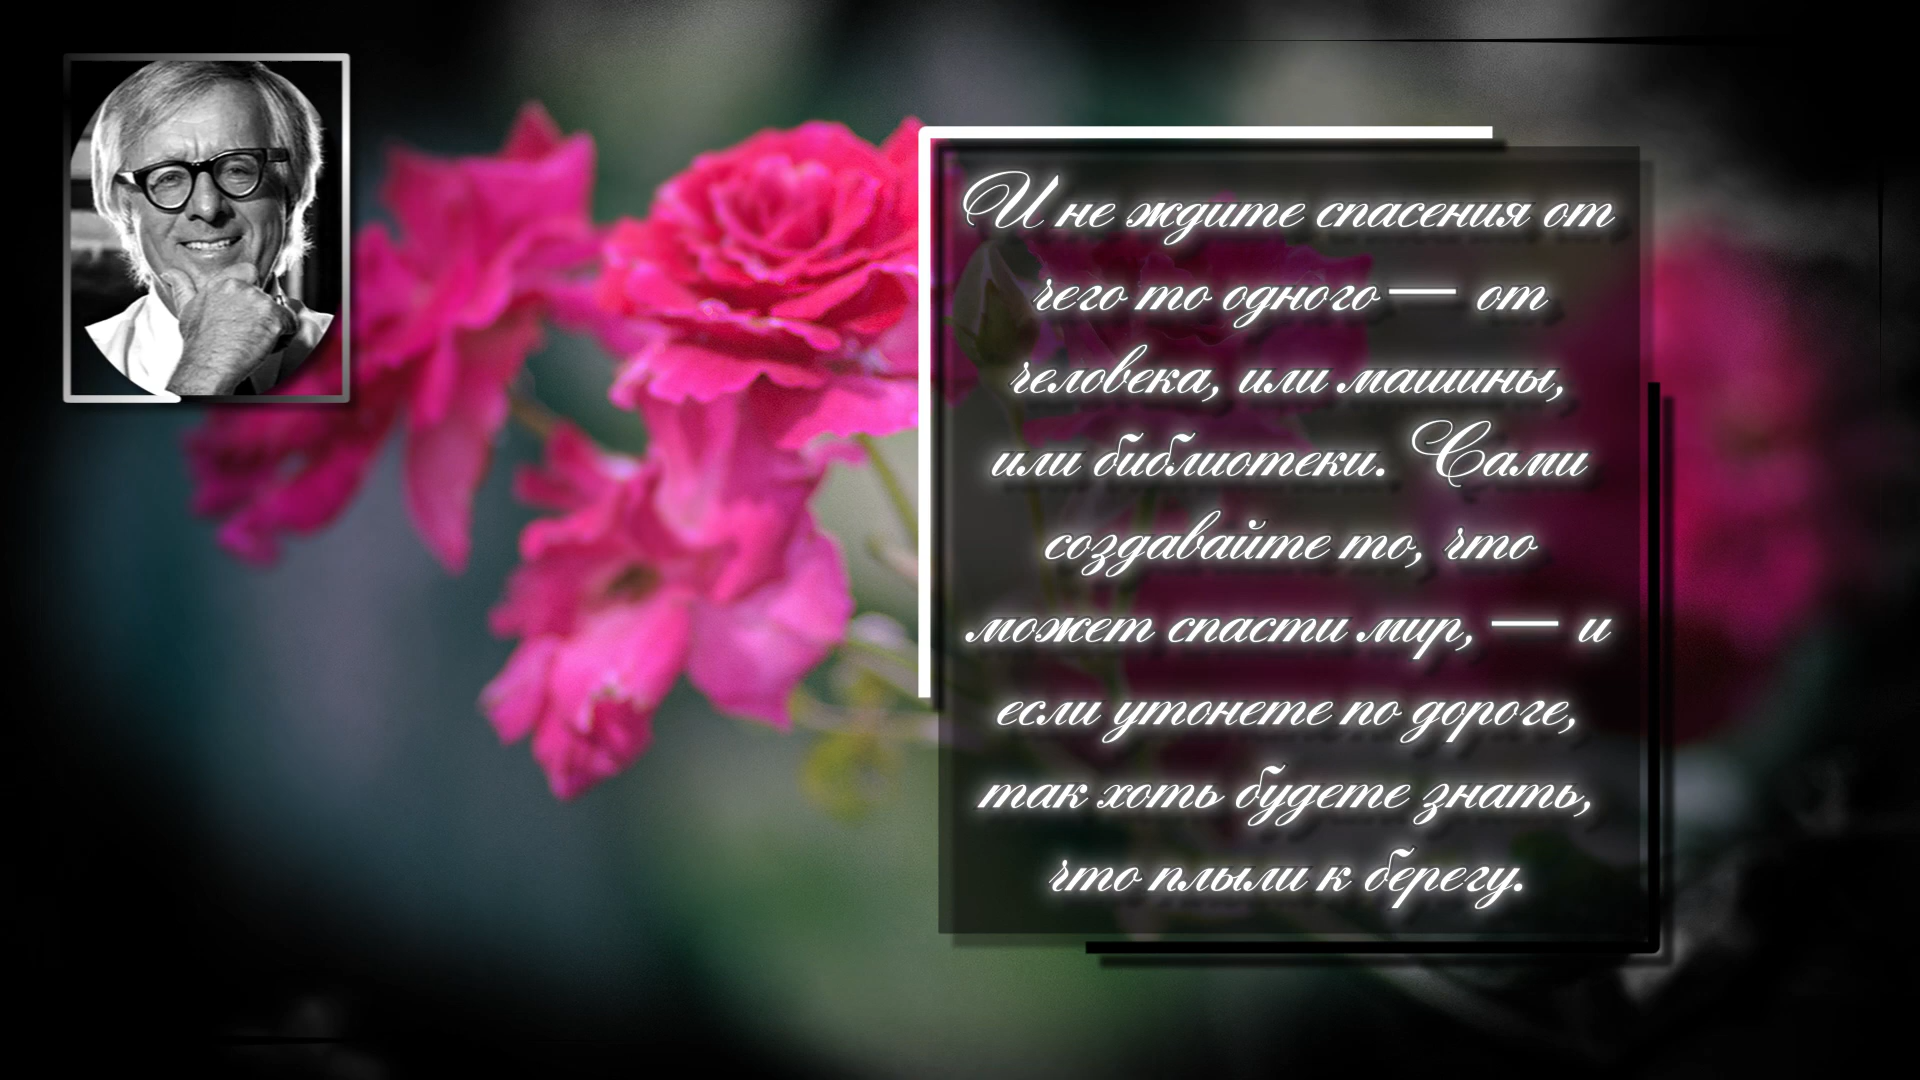 И не ждите спасения от
чего то одного — от
человека, или машины,
или библиотеки. Сами
создавайте то, что
может спасти мир, — и
если утонете по дороге,
так хоть будете знать,
что плыли к берегу.